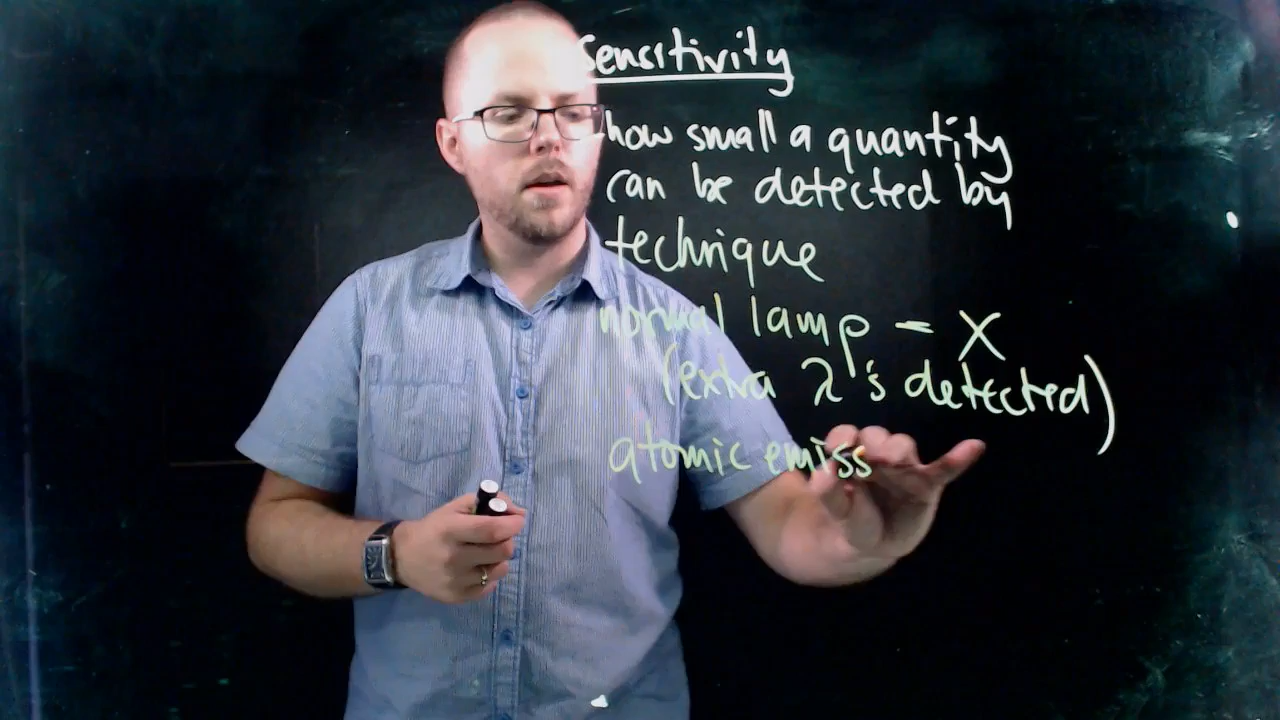 Sensitivity
how small a quantity
can be detected by
technique
normal lamp = X
(extra λ's detected)
atomic emiss